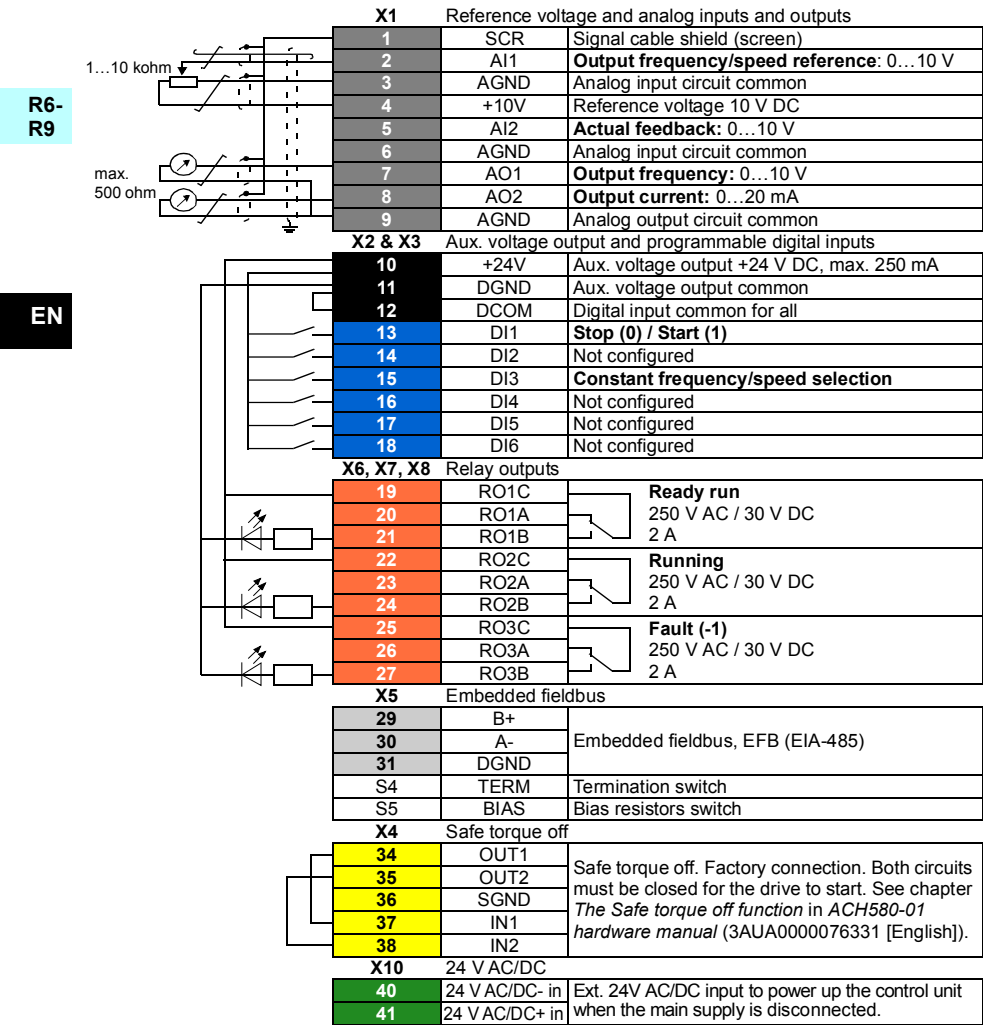 X1 Reference voltage and analog inputs and outputs
1 SCR Signal cable shield (screen)
2 AI1 Output frequency/speed reference: 0…10 V
1…10 kohm
3 AGND Analog input circuit common
4 +10V Reference voltage 10 V DC
R6-
R9
5 AI2 Actual feedback: 0…10 V
6 AGND Analog input circuit common
7 AO1 Output frequency: 0…10 V
max.
500 ohm
8 AO2 Output current: 0…20 mA
9 AGND Analog output circuit common
X2 & X3 Aux. voltage output and programmable digital inputs
10 +24V Aux. voltage output +24 V DC, max. 250 mA
11 DGND Aux. voltage output common
12 DCOM Digital input common for all
EN
13 DI1 Stop (0) / Start (1)
14 DI2 Not configured
15 DI3 Constant frequency/speed selection
16 DI4 Not configured
17 DI5 Not configured
18 DI6 Not configured
X6, X7, X8 Relay outputs
19 RO1C Ready run
20 RO1A 250 V AC / 30 V DC
21 RO1B 2 A
22 RO2C Running
23 RO2A 250 V AC / 30 V DC
24 RO2B 2 A
25 RO3C Fault (-1)
26 RO3A 250 V AC / 30 V DC
27 RO3B 2 A
X5 Embedded fieldbus
29 B+
30 A- Embedded fieldbus, EFB (EIA-485)
31 DGND
S4 TERM Termination switch
S5 BIAS Bias resistors switch
X4 Safe torque off
34 OUT1
35 OUT2
36 SGND
37 IN1
38 IN2
Safe torque off. Factory connection. Both circuits
must be closed for the drive to start. See chapter
The Safe torque off function in ACH580-01
hardware manual (3AUA0000076331 [English]).
X10 24 V AC/DC
40 24 V AC/DC- in Ext. 24V AC/DC input to power up the control unit
41 24 V AC/DC+ in when the main supply is disconnected.